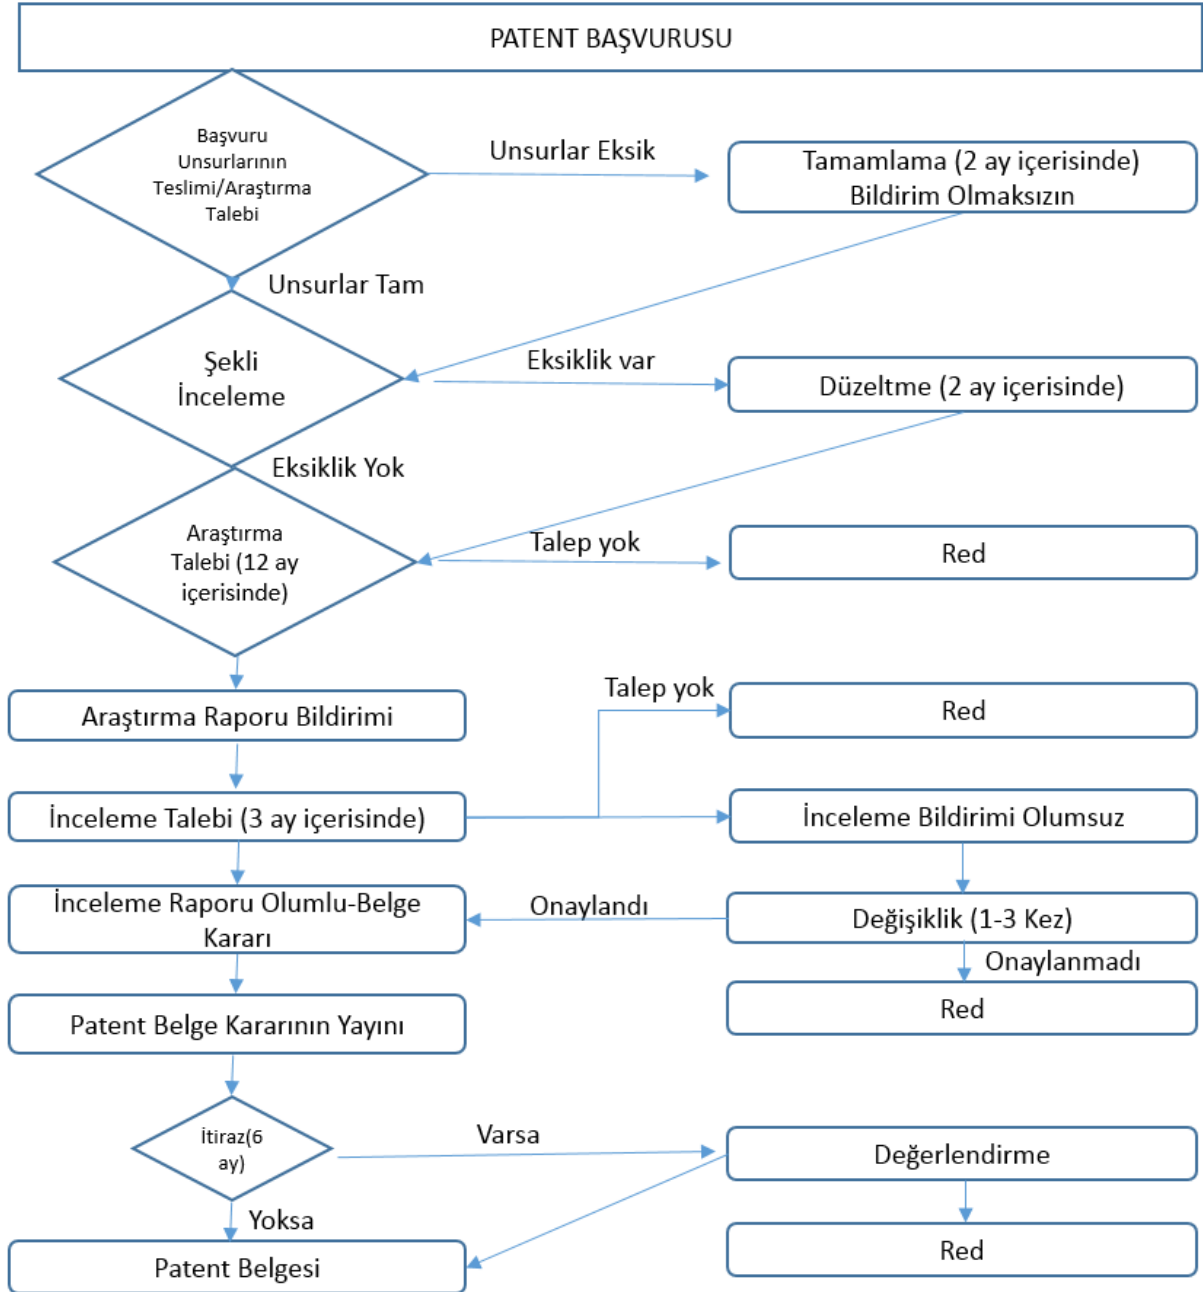 PATENT BAŞVURUSU
Başvuru
Unsurlarının
Teslimi/Araştırma
Talebi
Unsurlar Eksik
Tamamlama (2 ay içerisinde)
Bildirim Olmaksızın
Unsurlar Tam
Şekli
İnceleme
Eksiklik var
Düzeltme (2 ay içerisinde)
Eksiklik Yok
Araştırma
Talebi (12 ay
içerisinde)
Talep yok
Red
Araştırma Raporu Bildirimi
Talep yok
Red
İnceleme Talebi (3 ay içerisinde)
İnceleme Bildirimi Olumsuz
İnceleme Raporu Olumlu-Belge
Kararı
Onaylandı
Değişiklik (1-3 Kez)
Onaylanmadı
Red
Patent Belge Kararının Yayını
İtiraz(6
ay)
Varsa
Değerlendirme
Yoksa
Red
Patent Belgesi